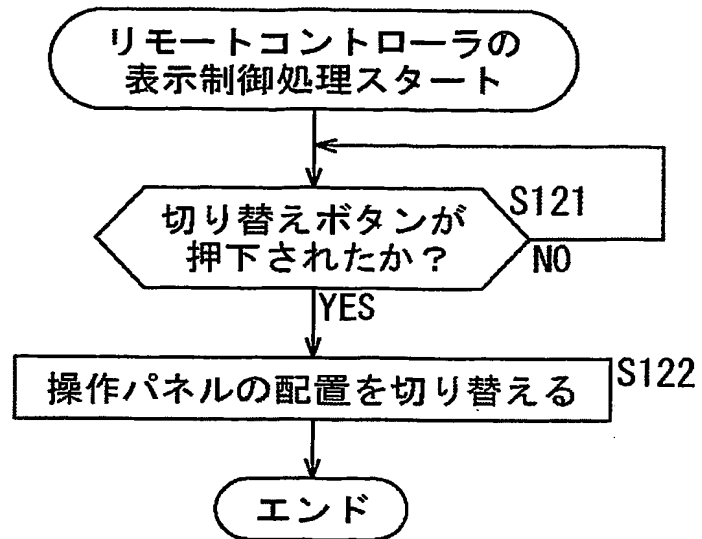 リモートコントローラの
表示制御処理スタート
切り替えボタンが
押下されたか？
S121
NO
YES
操作パネルの配置を切り替える
S122
エンド